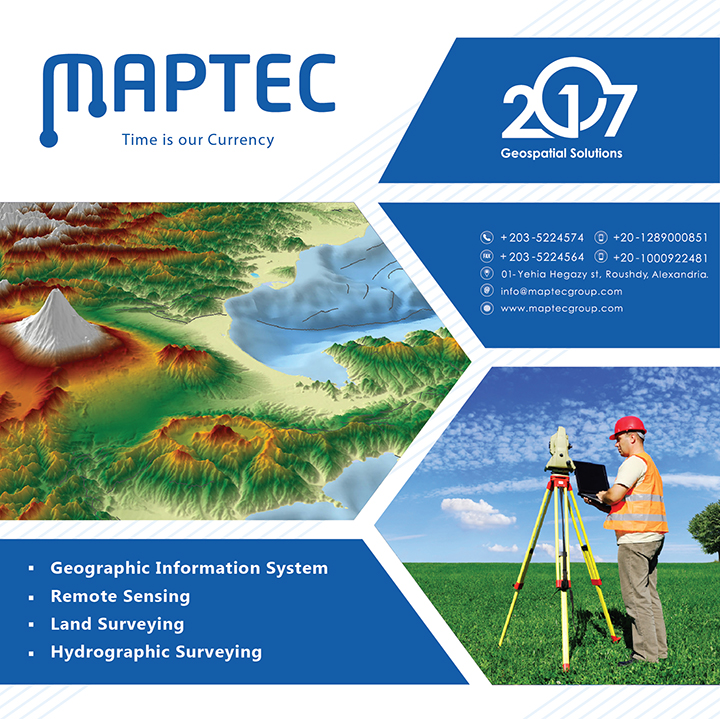 MAPTEC
Time is our Currency
2017
Geospatial Solutions
+203-5224574 +20-1289000851
FAX +203-5224564 +20-1000922481
01-Yehia Hegazy st, Roushdy, Alexandria.
@ info@maptecgroup.com
www.maptecgroup.com
▪ Geographic Information System
▪ Remote Sensing
▪ Land Surveying
▪ Hydrographic Surveying